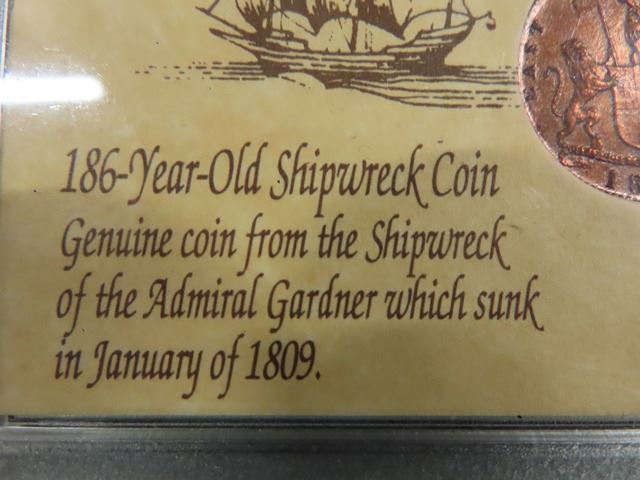 186-Year-Old Shipwreck Coin
Genuine coin from the Shipwreck
of the Admiral Gardner which sunk
in January of 1809.